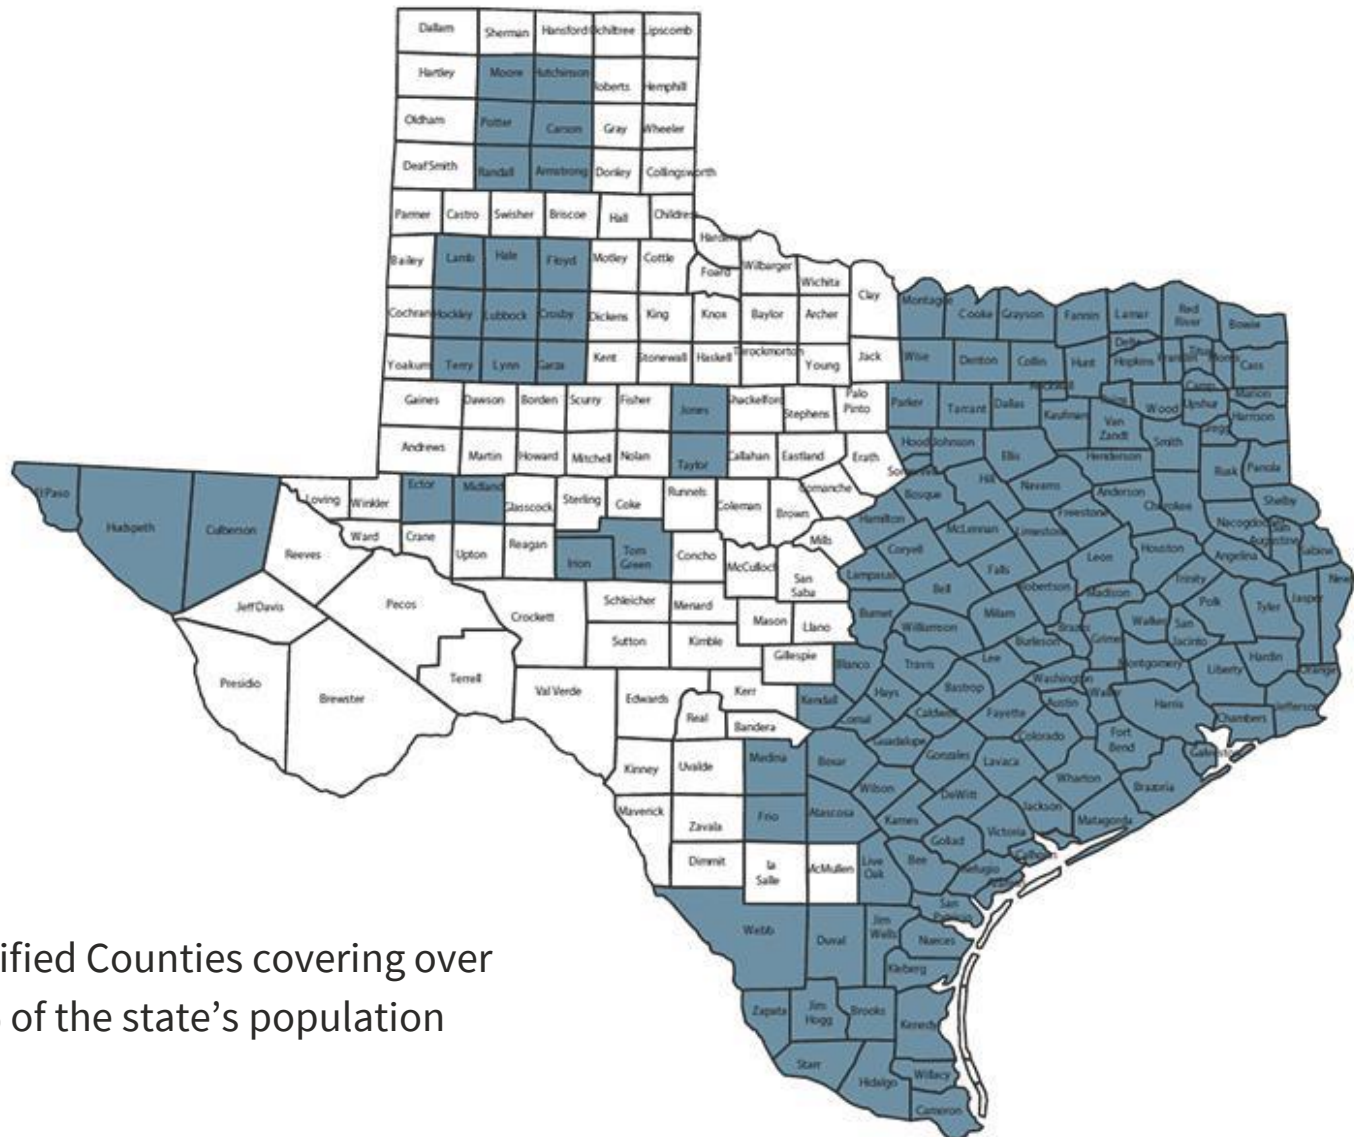 Dallam Sherman Hansford Ochiltree Lipscomb
Hartley Moore Hutchinson Roberts Hemphill
Oldham Potter Carson Gray Wheeler
Deaf Smith Randall Armstrong Donley Collingsworth
Parmer Castro Swisher Briscoe Hall Childress
Bailey Lamb Hale Floyd Motley Cottle Foard Wilbarger Wichita Clay
Cochran Hockley Lubbock Crosby Dickens King Knox Baylor Archer Montague Cooke Grayson Fannin Lamar Red River Bowie
Yoakum Terry Lynn Garza Kent Stonewall Haskell Throckmorton Young Jack Wise Denton Collin Hunt Delta Hopkins Cass
Gaines Dawson Borden Scurry Fisher Jones Shackelford Stephens Palo Pinto Parker Tarrant Dallas Rockwall Kaufman Van Zandt Wood Camp Upshur Marion Harrison Gregg
Andrews Martin Howard Mitchell Nolan Taylor Callahan Eastland Erath Hood Johnson Ellis Henderson Smith Rusk Panola
El Paso Hudspeth Culberson Loving Winkler Ector Midland Glasscock Sterling Coke Runnels Coleman Brown Comanche Bosque Hill Navarro Anderson Cherokee Shelby
Reeves Ward Crane Upton Reagan Irion Tom Green Concho McCulloch San Saba Mills Hamilton McLennan Limestone Freestone Nacogdoches San Augustine Sabine
Jeff Davis Pecos Crockett Schleicher Menard Mason Llano Lampasas Coryell Bell Falls Robertson Leon Houston Angelina Trinity Polk Tyler Jasper New
Presidio Brewster Terrell Val Verde Sutton Kimble Gillespie Burnet Williamson Milam Burleson Brazos Madison Grimes Walker San Jacinto Hardin Orange
Edwards Real Kerr Bandera Kendall Blanco Travis Hays Bastrop Lee Washington Austin Waller Montgomery Liberty Harris Chambers Jefferson
Kinney Uvalde Medina Bexar Comal Guadalupe Caldwell Gonzales Fayette Lavaca Colorado Fort Bend Galveston
Maverick Zavala Frio Atascosa Wilson Karnes DeWitt Jackson Wharton Brazoria Matagorda
Dimmit la Salle McMullen Live Oak Bee Goliad Victoria Calhoun Refugio
Webb Duval Jim Wells San Patricio Nueces Kleberg
Zapata Jim Hogg Brooks Kenedy
Starr Hidalgo Willacy Cameron
ified Counties covering over
of the state's population